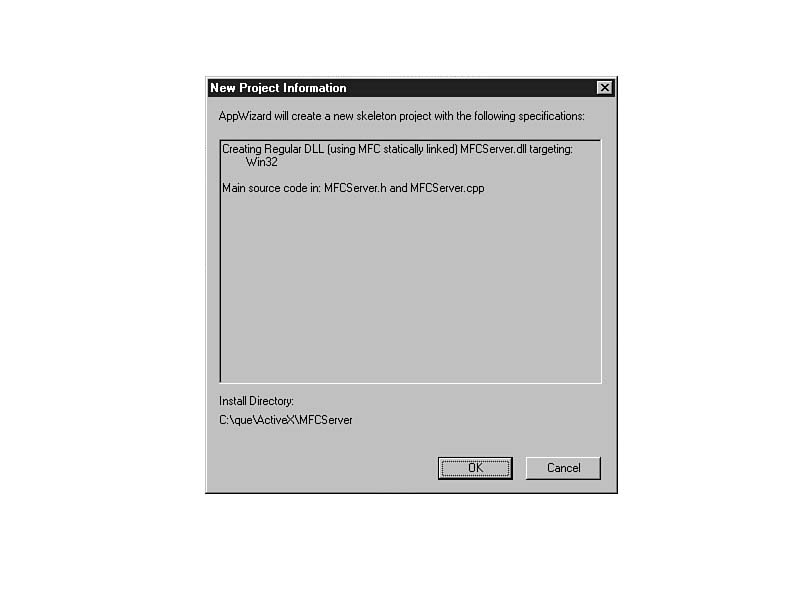 New Project Information
AppWizard will create a new skeleton project with the following specifications:
Creating Regular DLL (using MFC statically linked) MFCServer.dll targeting:
Win32
Main source code in: MFCServer.h and MFCServer.cpp
Install Directory:
C:\que\ActiveX\MFCServer
OK
Cancel